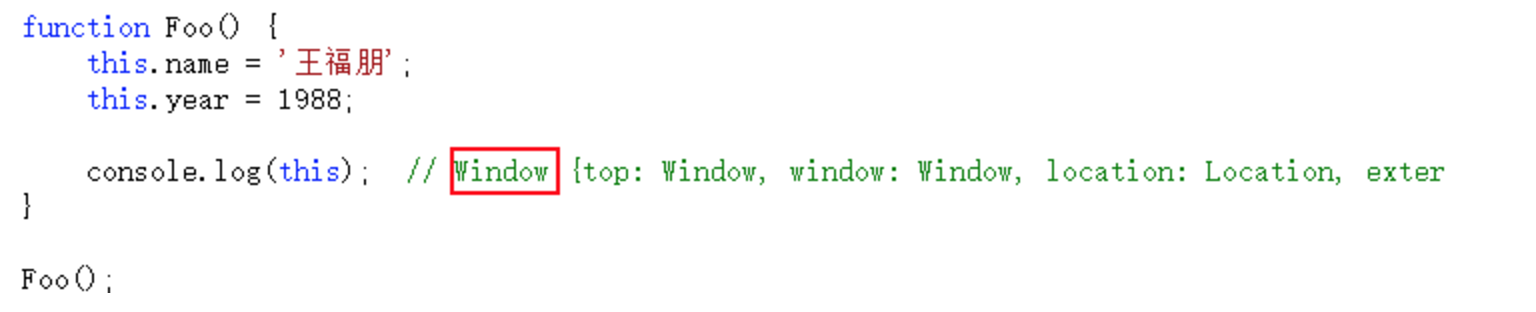 function Foo() {
    this.name = '王福朋';
    this.year = 1988;
    console.log(this);  // Window {top: Window, window: Window, location: Location, exter
}
Foo();